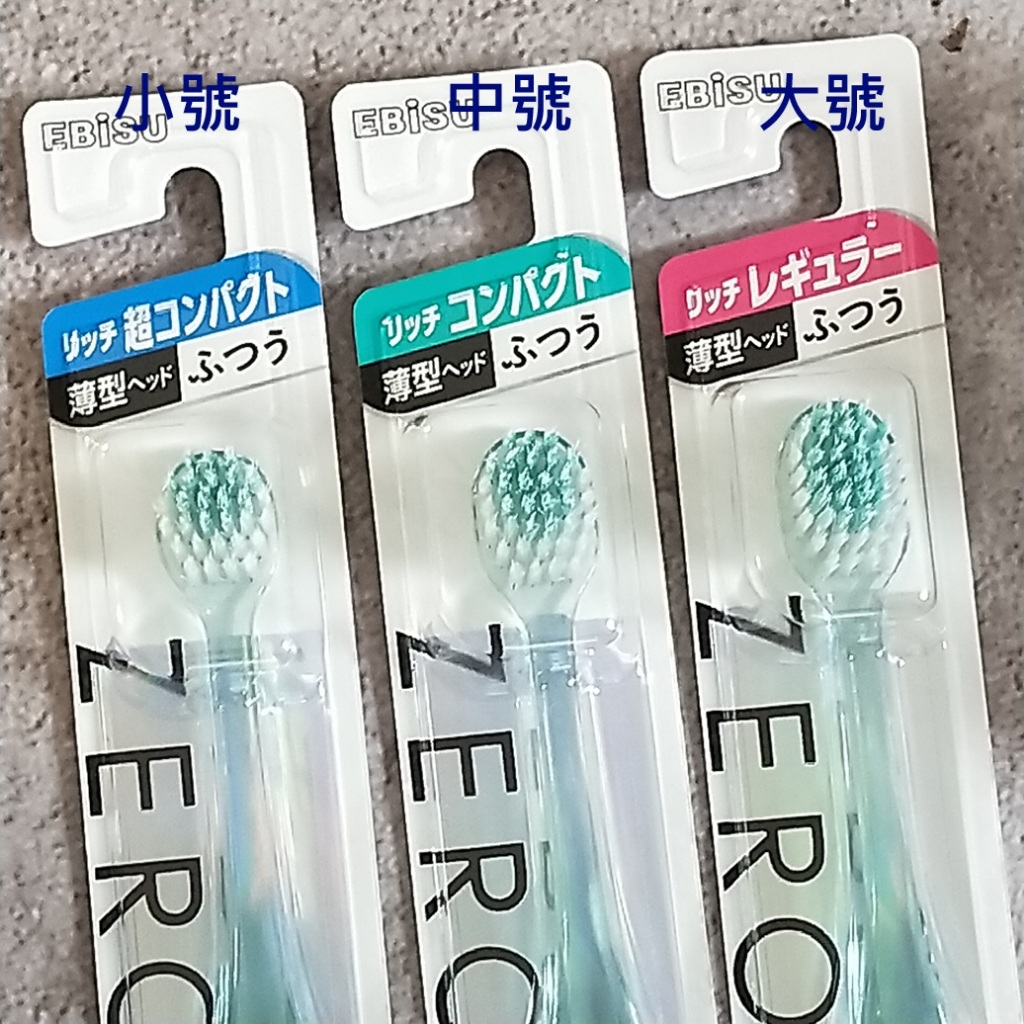 小號
EBiSU
リッチ 超コンパクト
薄型ヘッド ふつう
ZERO
中號
EBiSU
リッチ コンパクト
薄型ヘッド ふつう
ZERO
大號
EBiSU
リッチ レギュラー
薄型ヘッド ふつう
ZERO